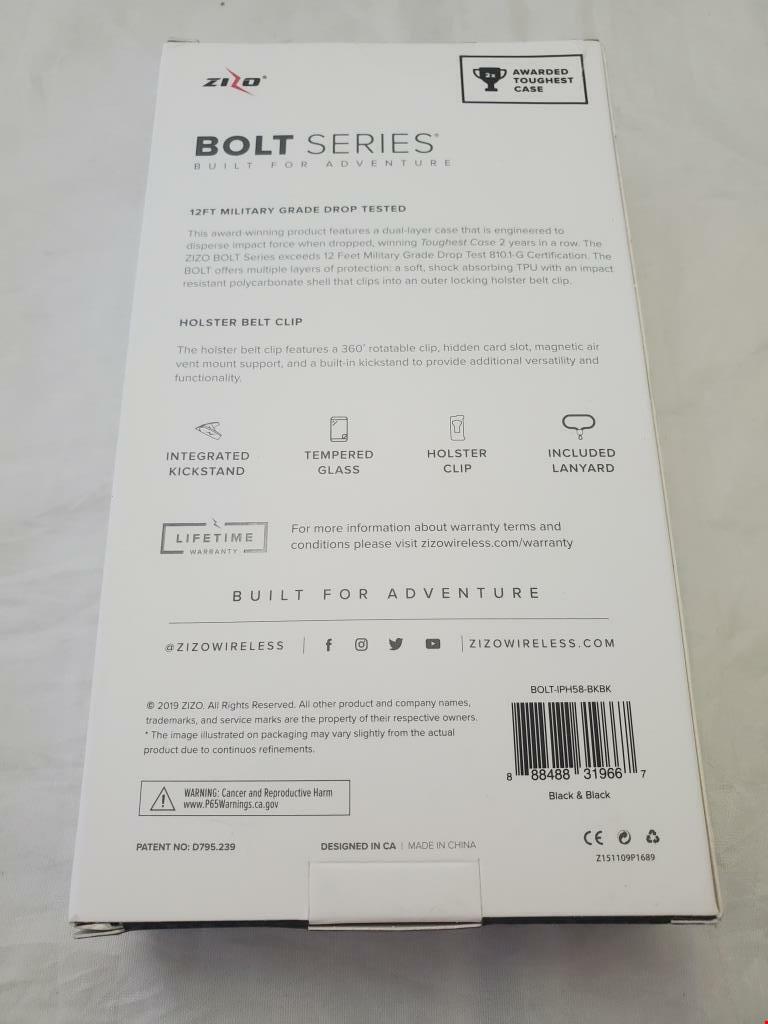 ZIZO®
2x
AWARDED
TOUGHEST
CASE
BOLT SERIES®
BUILT FOR ADVENTURE
12FT MILITARY GRADE DROP TESTED
This award-winning product features a dual-layer case that is engineered to
disperse impact force when dropped, winning Toughest Case 2 years in a row. The
ZIZO BOLT Series exceeds 12 Feet Military Grade Drop Test 810.1-G Certification. The
BOLT offers multiple layers of protection: a soft, shock absorbing TPU with an impact
resistant polycarbonate shell that clips into an outer locking holster belt clip.
HOLSTER BELT CLIP
The holster belt clip features a 360° rotatable clip, hidden card slot, magnetic air
vent mount support, and a built-in kickstand to provide additional versatility and
functionality.
INTEGRATED
KICKSTAND
TEMPERED
GLASS
HOLSTER
CLIP
INCLUDED
LANYARD
LIFETIME
WARRANTY
For more information about warranty terms and
conditions please visit zizowireless.com/warranty
BUILT FOR ADVENTURE
@ZIZOWIRELESS | f | ZIZOWIRELESS.COM
© 2019 ZIZO. All Rights Reserved. All other product and company names,
trademarks, and service marks are the property of their respective owners.
* The image illustrated on packaging may vary slightly from the actual
product due to continuos refinements.
BOLT-IPH58-BKBK
8 88488 31966 7
Black & Black
WARNING: Cancer and Reproductive Harm
www.P65Warnings.ca.gov
PATENT NO: D795.239
DESIGNED IN CA | MADE IN CHINA
CE
Z151109P1689